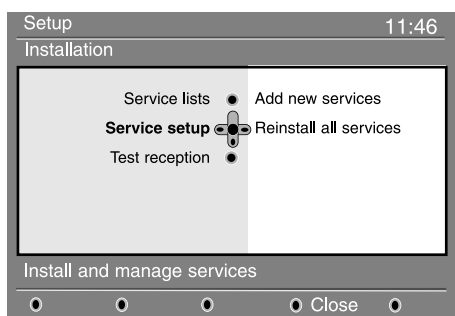 Setup 11:46
Installation
Service lists Add new services
Service setup Reinstall all services
Test reception
Install and manage services
Close